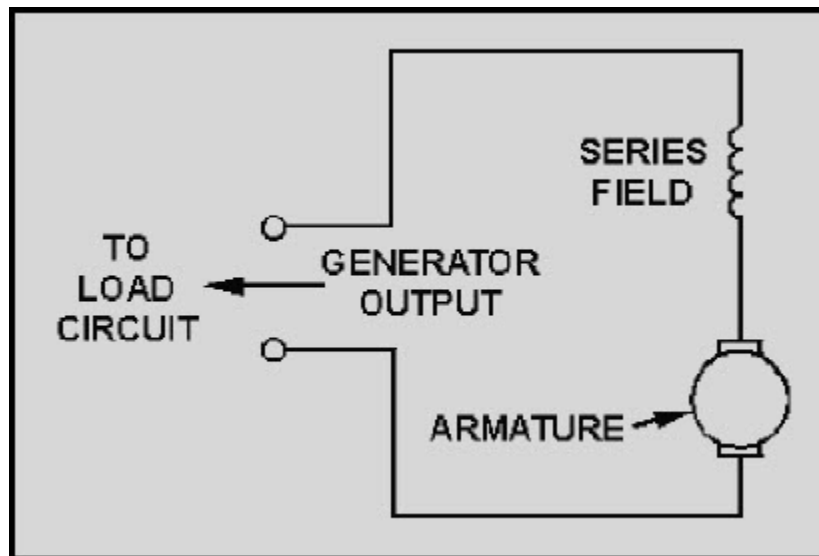 SERIES
FIELD
TO
LOAD
CIRCUIT
GENERATOR
OUTPUT
ARMATURE